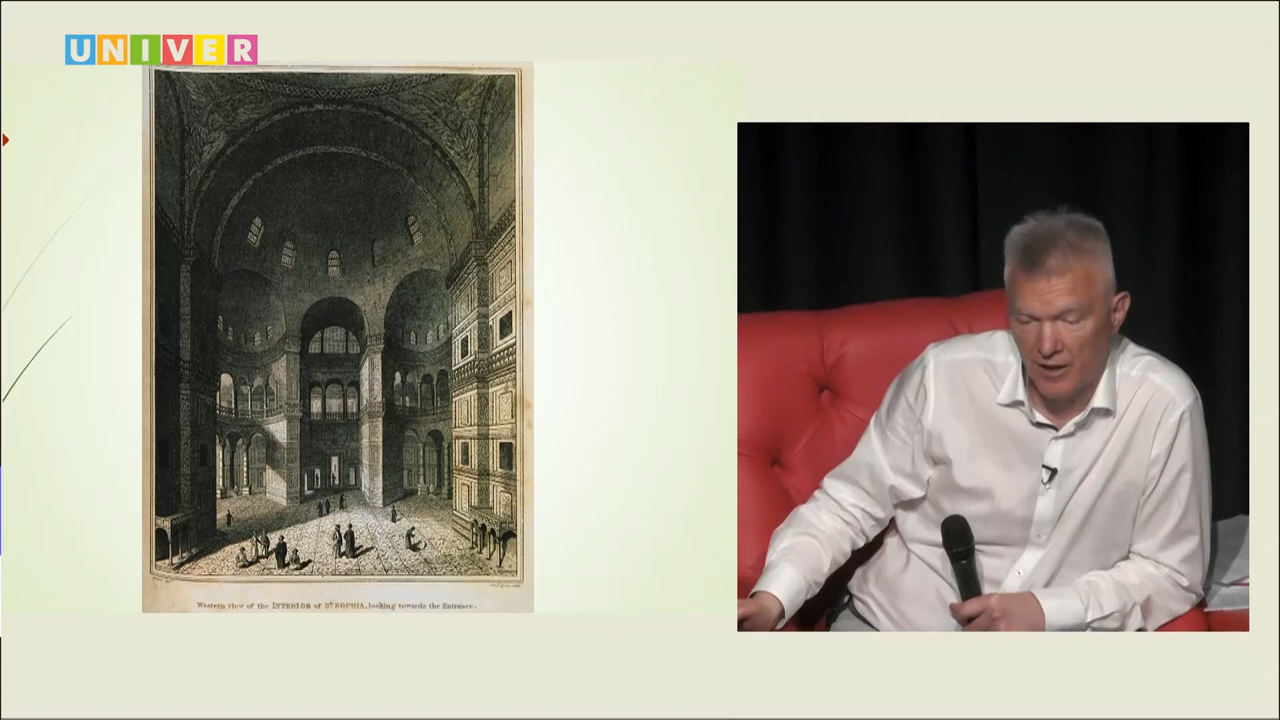 UNIVER
Western view of the INTERIOR of ST SOPHIA, looking towards the Entrance.